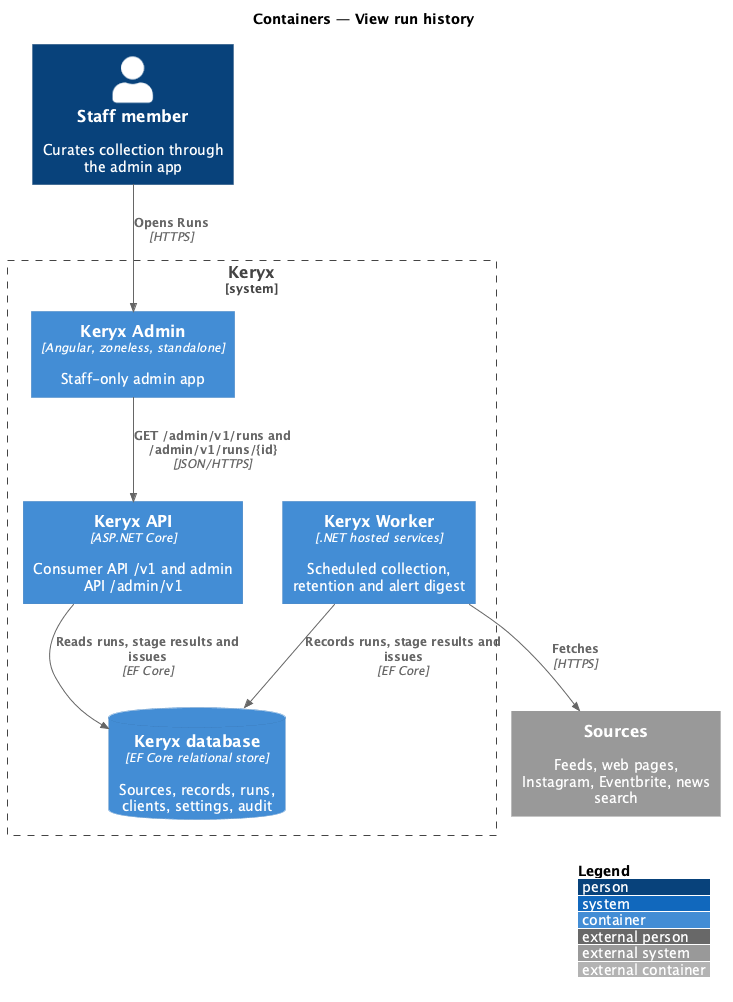 Containers — View run history
Staff member
Curates collection through
the admin app
Opens Runs
[HTTPS]
Keryx
[system]
Keryx Admin
[Angular, zoneless, standalone]
Staff-only admin app
GET /admin/v1/runs and
/admin/v1/runs/{id}
[JSON/HTTPS]
Keryx API
[ASP.NET Core]
Consumer API /v1 and admin
API /admin/v1
Keryx Worker
[.NET hosted services]
Scheduled collection,
retention and alert digest
Reads runs, stage results and
issues
[EF Core]
Records runs, stage results and
issues
[EF Core]
Fetches
[HTTPS]
Keryx database
[EF Core relational store]
Sources, records, runs,
clients, settings, audit
Sources
Feeds, web pages,
Instagram, Eventbrite, news
search
Legend
person
system
container
external person
external system
external container